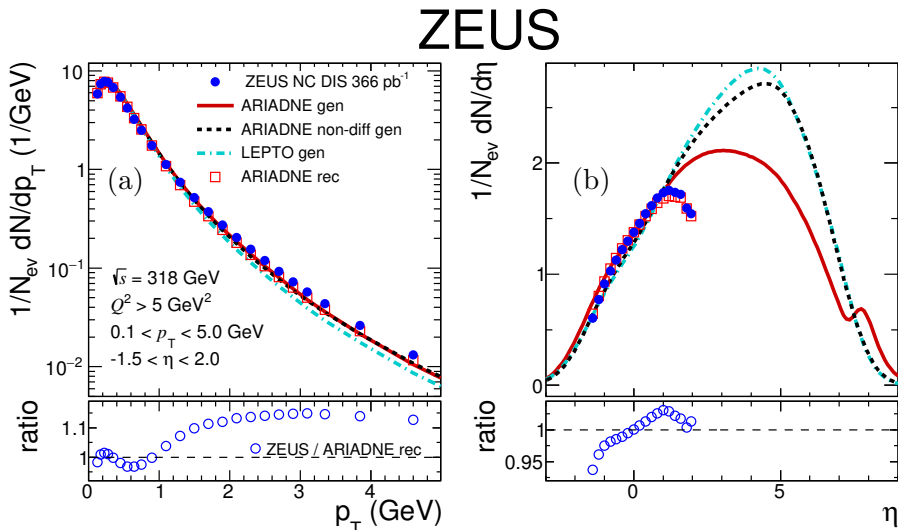 ZEUS
1/N_ev dN/dp_T (1/GeV)
10
1
10⁻¹
10⁻²
(a)
ZEUS NC DIS 366 pb⁻¹
ARIADNE gen
ARIADNE non-diff gen
LEPTO gen
ARIADNE rec
√s = 318 GeV
Q² > 5 GeV²
0.1 < p_T < 5.0 GeV
-1.5 < η < 2.0
ratio
1.1
1
ZEUS / ARIADNE rec
0 1 2 3 4
p_T (GeV)
1/N_ev dN/dη
2
1
0
(b)
ratio
1
0.95
0 5
η